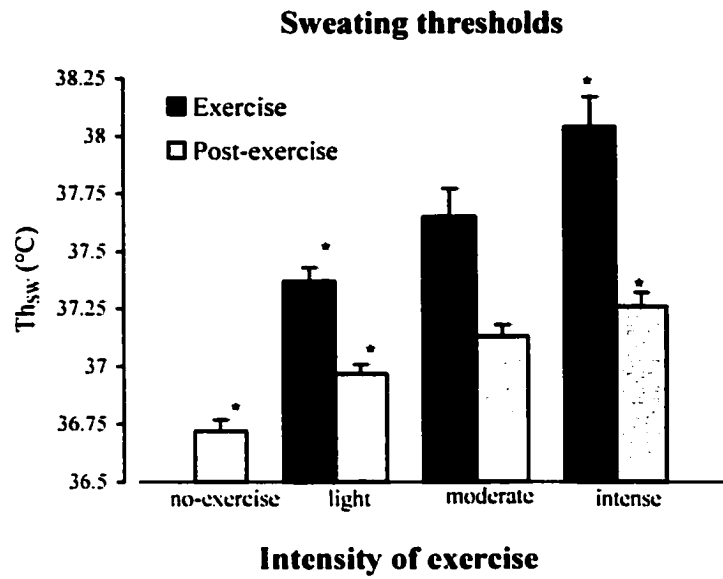 Sweating thresholds
38.25
38
37.75
37.5
37.25
37
36.75
36.5
Th_SW (°C)
Exercise
Post-exercise
*
*
*
*
*
no-exercise light moderate intense
Intensity of exercise